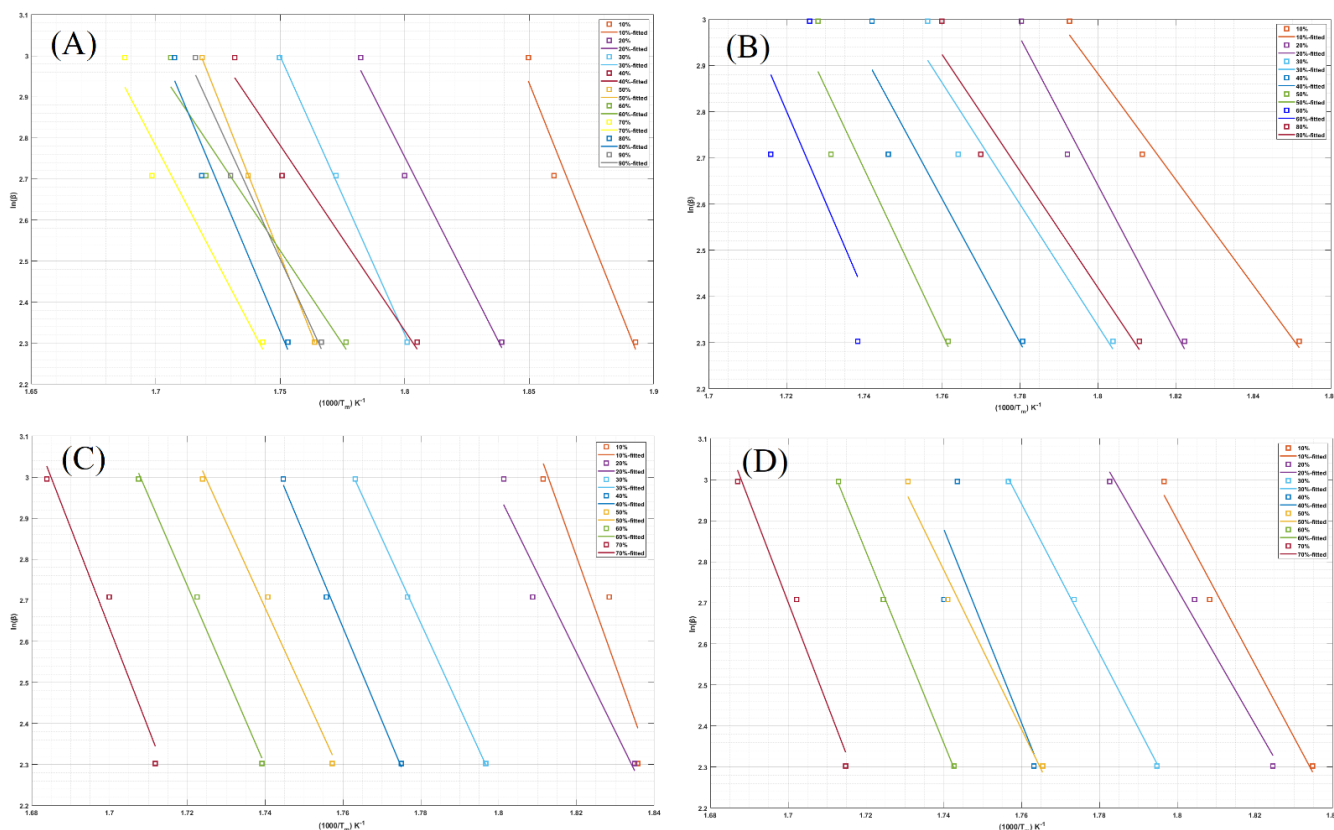 (A)
3.1
3
2.9
2.8
2.7
2.6
2.5
2.4
2.3
2.2
ln(β)
1.65
1.7
1.75
1.8
1.85
1.9
(1000/Tm) K⁻¹
10%
10%-fitted
20%
20%-fitted
30%
30%-fitted
40%
40%-fitted
50%
50%-fitted
60%
60%-fitted
70%
70%-fitted
80%
80%-fitted
90%
90%-fitted
(B)
3
2.9
2.8
2.7
2.6
2.5
2.4
2.3
2.2
ln(β)
1.7
1.72
1.74
1.76
1.78
1.8
1.82
1.84
1.8
(1000/Tm) K⁻¹
10%
10%-fitted
20%
20%-fitted
30%
30%-fitted
40%
40%-fitted
50%
50%-fitted
60%
60%-fitted
80%
80%-fitted
(C)
3.1
3
2.9
2.8
2.7
2.6
2.5
2.4
2.3
2.2
ln(β)
1.68
1.7
1.72
1.74
1.76
1.78
1.8
1.82
1.84
(1000/Tm) K⁻¹
10%
10%-fitted
20%
20%-fitted
30%
30%-fitted
40%
40%-fitted
50%
50%-fitted
60%
60%-fitted
70%
70%-fitted
(D)
3.1
3
2.9
2.8
2.7
2.6
2.5
2.4
2.3
2.2
ln(β)
1.68
1.7
1.72
1.74
1.76
1.78
1.8
1.82
(1000/T) K⁻¹
10%
10%-fitted
20%
20%-fitted
30%
30%-fitted
40%
40%-fitted
50%
50%-fitted
60%
60%-fitted
70%
70%-fitted